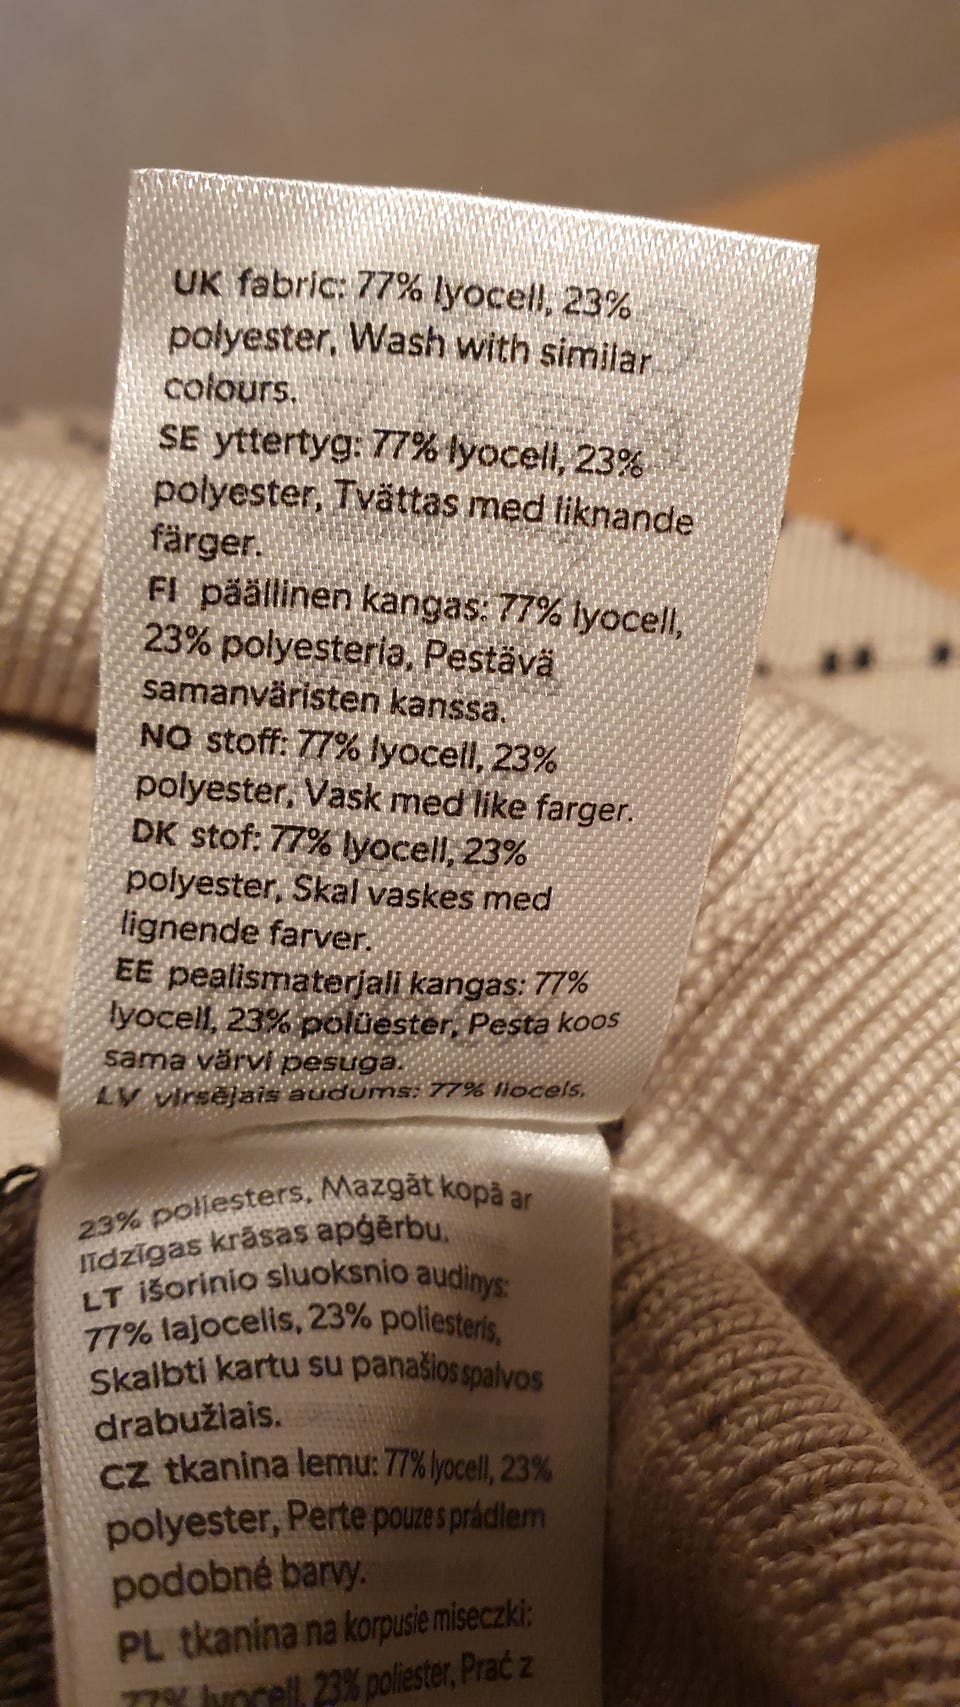 UK fabric: 77% lyocell, 23%
polyester, Wash with similar
colours.
SE yttertyg: 77% lyocell, 23%
polyester, Tvättas med liknande
färger.
FI päällinen kangas: 77% lyocell,
23% polyesteria, Pestävä
samanväristen kanssa.
NO stoff: 77% lyocell, 23%
polyester, Vask med like farger.
DK stof: 77% lyocell, 23%
polyester, Skal vaskes med
lignende farver.
EE pealismaterjali kangas: 77%
lyocell, 23% polüester, Pesta koos
sama värvi pesuga.
LV virsējais audums: 77% liocels,
23% poliesters, Mazgāt kopā ar
līdzīgas krāsas apģērbu.
LT išorinio sluoksnio audinys:
77% lajocelis, 23% poliesteris,
Skalbti kartu su panašios spalvos
drabužiais.
CZ tkanina lemu: 77% lyocell, 23%
polyester, Perte pouze s prádlem
podobné barvy.
PL tkanina na korpusie miseczki:
77% lyocell, 23% poliester, Prać z